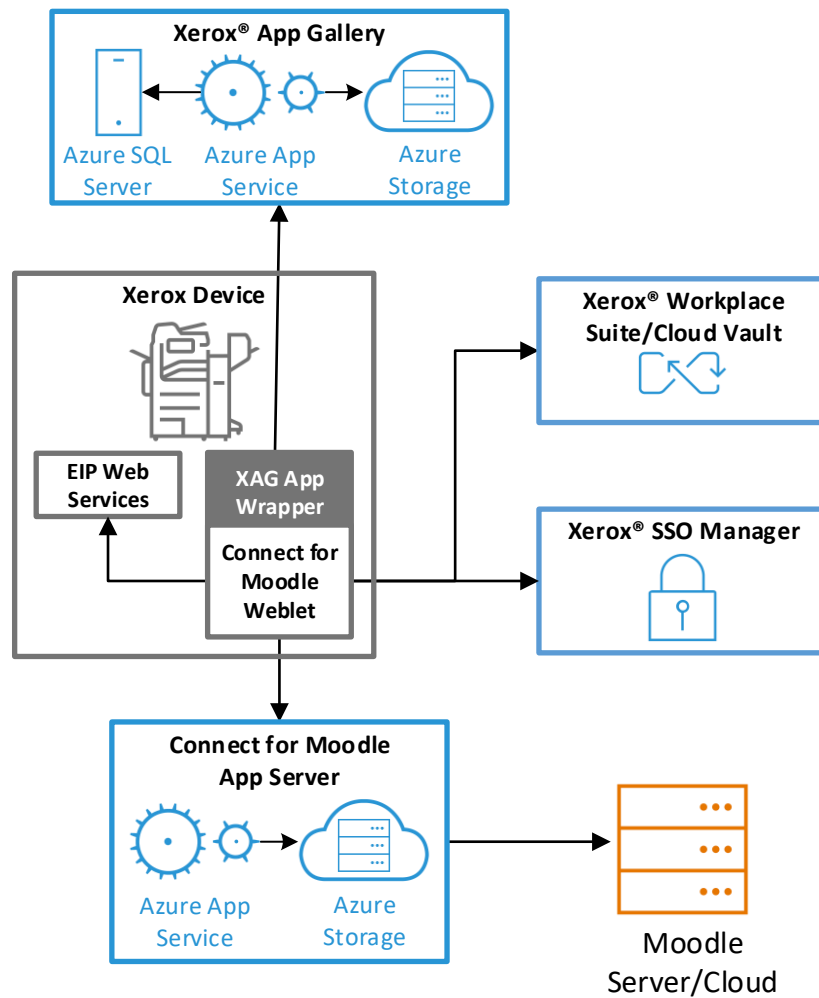 Xerox® App Gallery
Azure SQL
Server
Azure App
Service
Azure
Storage
Xerox Device
EIP Web
Services
XAG App
Wrapper
Connect for
Moodle
Weblet
Xerox® Workplace
Suite/Cloud Vault
Xerox® SSO Manager
Connect for Moodle
App Server
Azure App
Service
Azure
Storage
Moodle
Server/Cloud